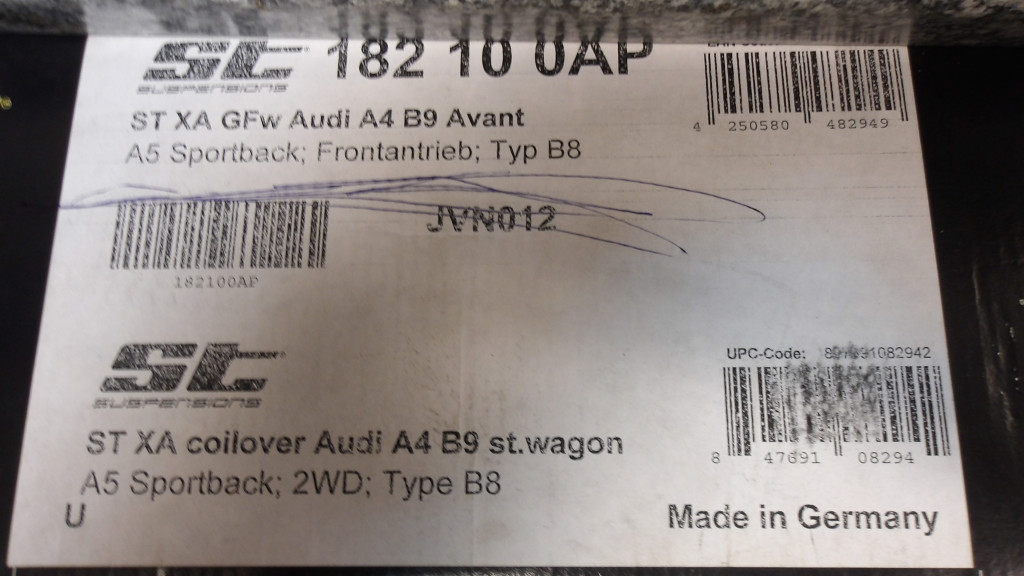 ST 182 10 0AP
SUSPENSIONS
ST XA GFw Audi A4 B9 Avant
A5 Sportback; Frontantrieb; Typ B8
4 250580 482949
JVN012
182100AP
ST
SUSPENSIONS
UPC-Code: 082942
8 47691 08294
ST XA coilover Audi A4 B9 st.wagon
A5 Sportback; 2WD; Type B8
U
Made in Germany